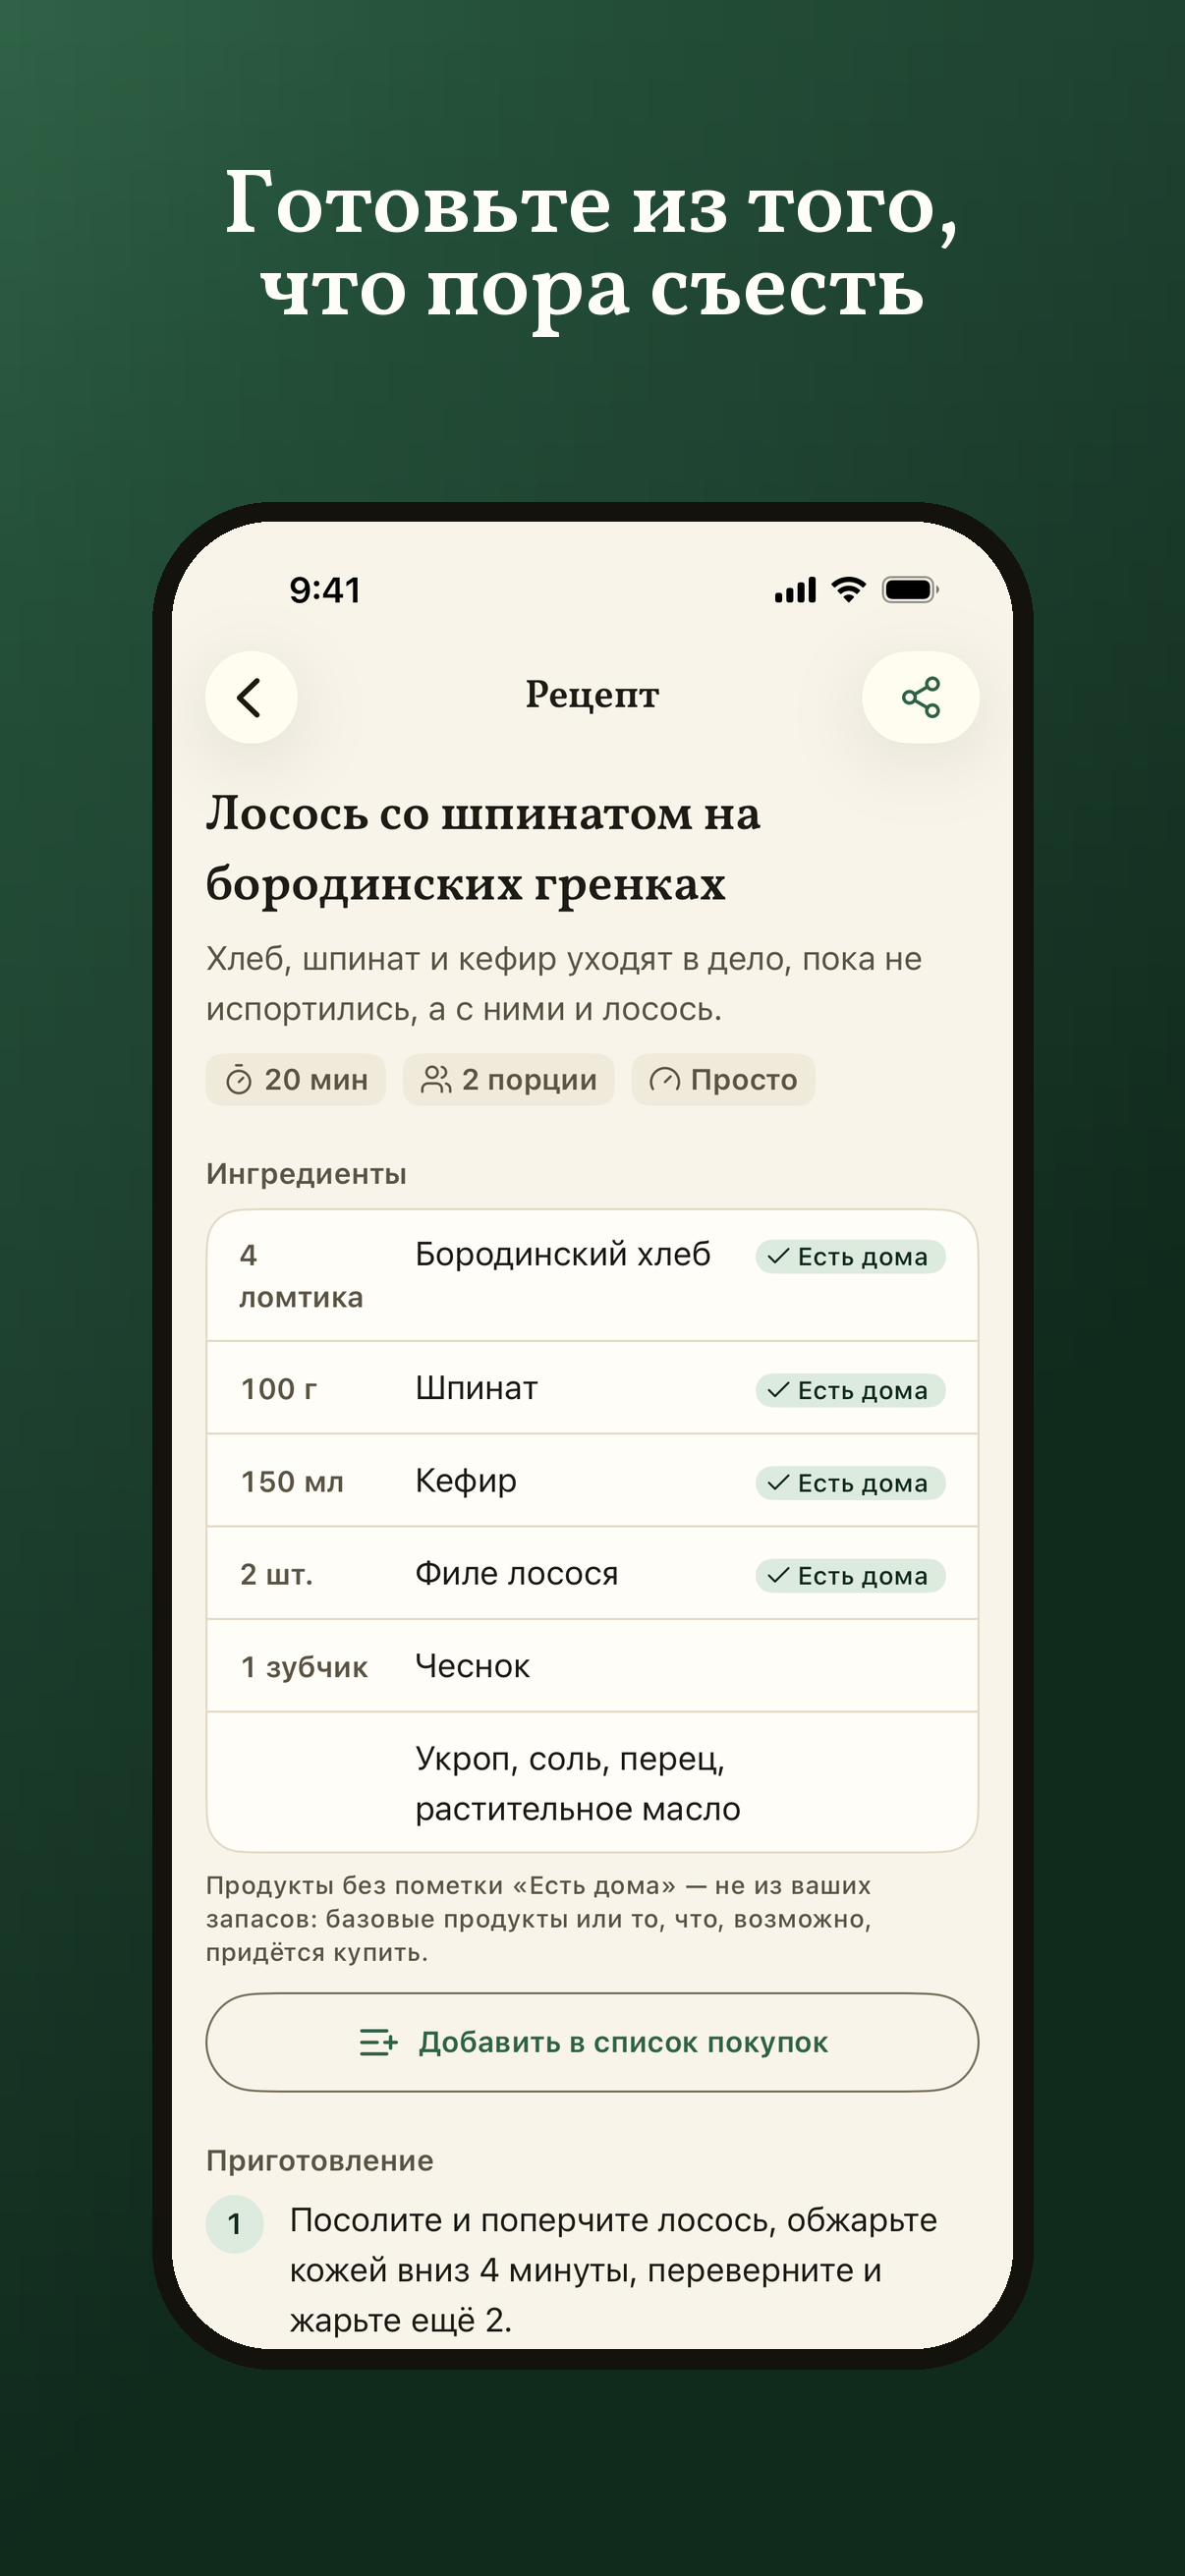 Готовьте из того,
что пора съесть
9:41
Рецепт
Лосось со шпинатом на
бородинских гренках
Хлеб, шпинат и кефир уходят в дело, пока не
испортились, а с ними и лосось.
20 мин 2 порции Просто
Ингредиенты
4 Бородинский хлеб Есть дома
ломтика
100 г Шпинат Есть дома
150 мл Кефир Есть дома
2 шт. Филе лосося Есть дома
1 зубчик Чеснок
Укроп, соль, перец,
растительное масло
Продукты без пометки «Есть дома» — не из ваших
запасов: базовые продукты или то, что, возможно,
придётся купить.
Добавить в список покупок
Приготовление
1 Посолите и поперчите лосось, обжарьте
кожей вниз 4 минуты, переверните и
жарьте ещё 2.